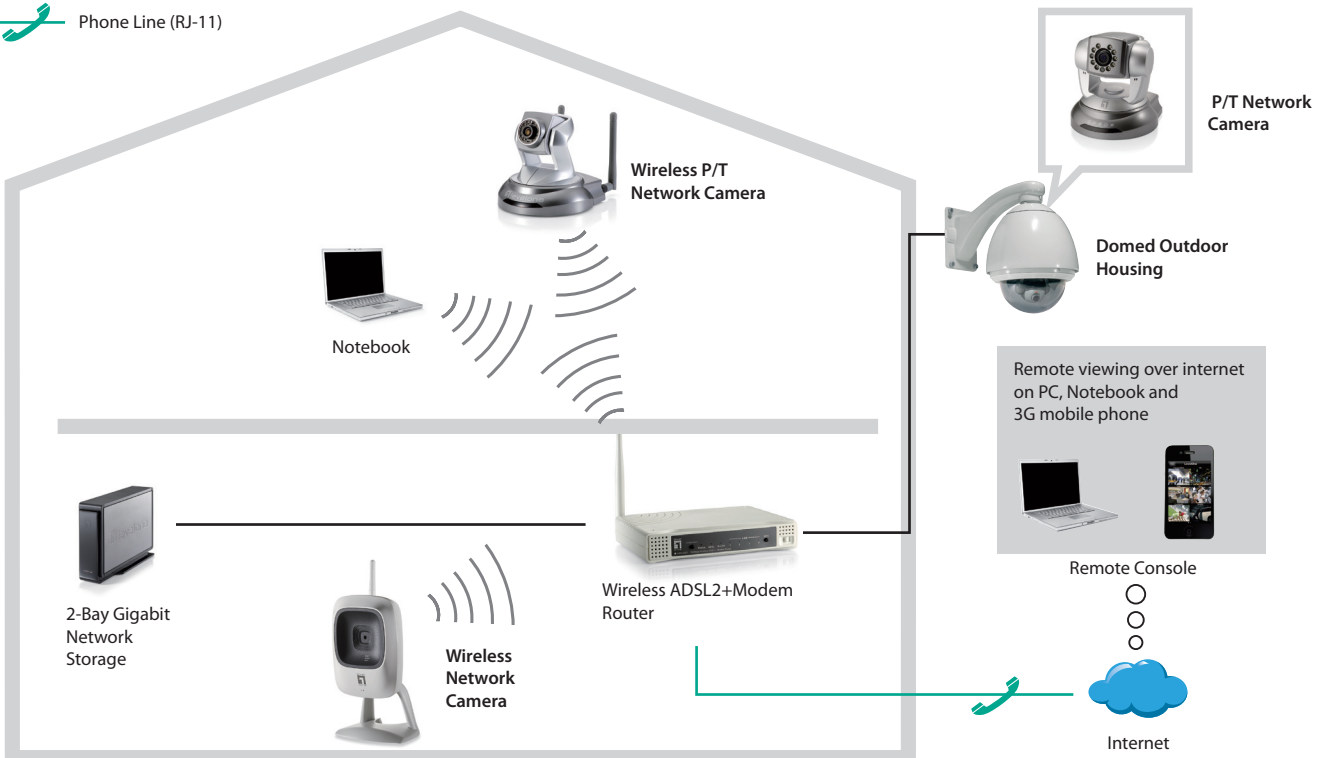 Phone Line (RJ-11)
P/T Network
Camera
Wireless P/T
Network Camera
Domed Outdoor
Housing
Notebook
Remote viewing over internet
on PC, Notebook and
3G mobile phone
Remote Console
Wireless ADSL2+Modem
Router
2-Bay Gigabit
Network
Storage
Wireless
Network
Camera
Internet